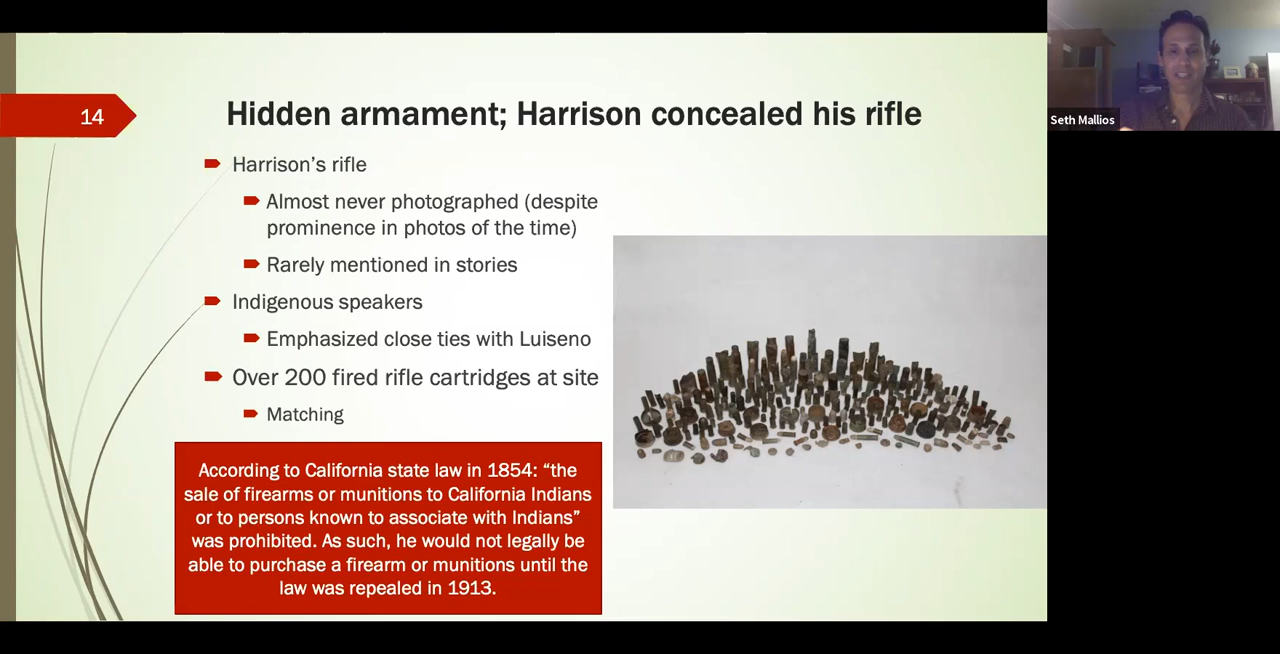 14
Hidden armament; Harrison concealed his rifle
Harrison's rifle
Almost never photographed (despite
prominence in photos of the time)
Rarely mentioned in stories
Indigenous speakers
Emphasized close ties with Luiseno
Over 200 fired rifle cartridges at site
Matching
According to California state law in 1854: “the
sale of firearms or munitions to California Indians
or to persons known to associate with Indians”
was prohibited. As such, he would not legally be
able to purchase a firearm or munitions until the
law was repealed in 1913.
Seth Mallios